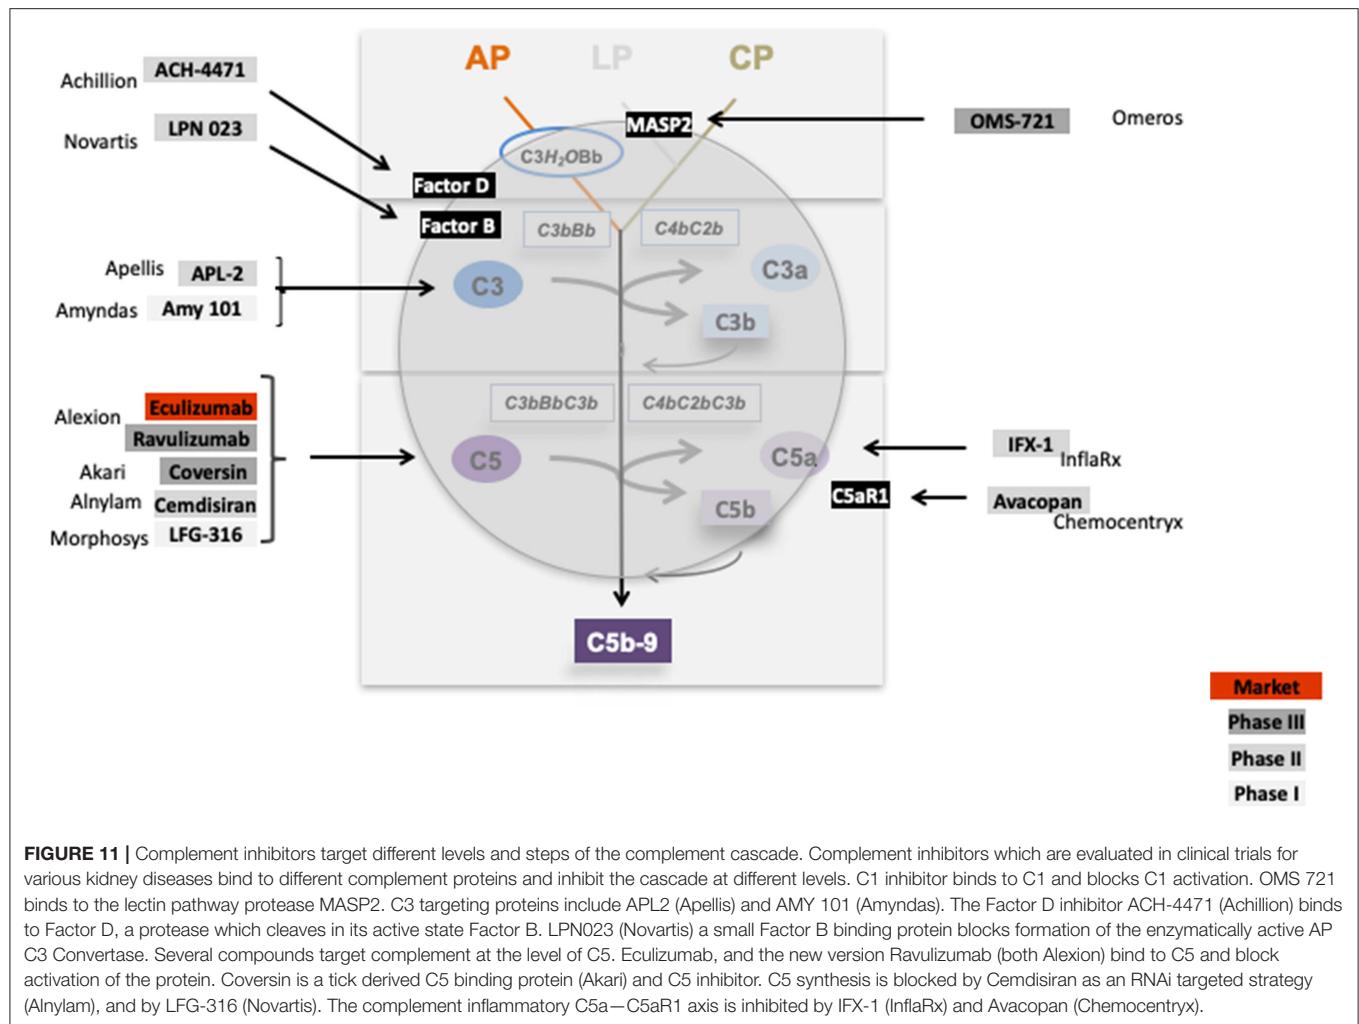 AP
LP
CP
Achillion
ACH-4471
Novartis
LPN 023
MASP2
OMS-721
Omeros
C3H₂OBb
Factor D
Factor B
C3bBb
C4bC2b
Apellis
APL-2
Amyndas
Amy 101
C3
C3a
C3b
Alexion
Eculizumab
Ravulizumab
Akari
Coversin
Alnylam
Cemdisiran
Morphosys
LFG-316
C3bBbC3b
C4bC2bC3b
C5
C5a
C5b
C5aR1
IFX-1
InflaRx
Avacopan
Chemocentryx
C5b-9
Market
Phase III
Phase II
Phase I
FIGURE 11 | Complement inhibitors target different levels and steps of the complement cascade. Complement inhibitors which are evaluated in clinical trials for
various kidney diseases bind to different complement proteins and inhibit the cascade at different levels. C1 inhibitor binds to C1 and blocks C1 activation. OMS 721
binds to the lectin pathway protease MASP2. C3 targeting proteins include APL2 (Apellis) and AMY 101 (Amyndas). The Factor D inhibitor ACH-4471 (Achillion) binds
to Factor D, a protease which cleaves in its active state Factor B. LPN023 (Novartis) a small Factor B binding protein blocks formation of the enzymatically active AP
C3 Convertase. Several compounds target complement at the level of C5. Eculizumab, and the new version Ravulizumab (both Alexion) bind to C5 and block
activation of the protein. Coversin is a tick derived C5 binding protein (Akari) and C5 inhibitor. C5 synthesis is blocked by Cemdisiran as an RNAi targeted strategy
(Alnylam), and by LFG-316 (Novartis). The complement inflammatory C5a—C5aR1 axis is inhibited by IFX-1 (InflaRx) and Avacopan (Chemocentryx).